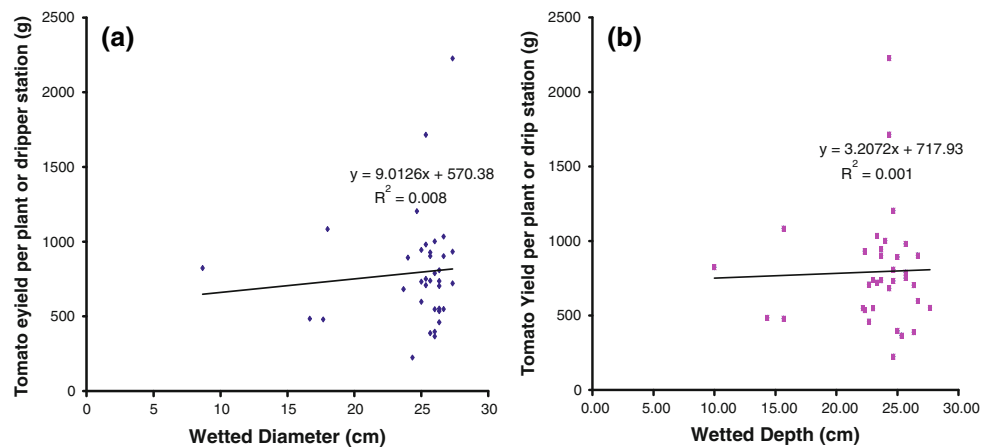 (a)
Tomato eyield per plant or dripper station (g)
2500
2000
1500
1000
500
0
y = 9.0126x + 570.38
R² = 0.008
0 5 10 15 20 25 30
Wetted Diameter (cm)
(b)
Tomato Yield per plant or drip station (g)
2500
2000
1500
1000
500
0
y = 3.2072x + 717.93
R² = 0.001
0.00 5.00 10.00 15.00 20.00 25.00 30.00
Wetted Depth (cm)